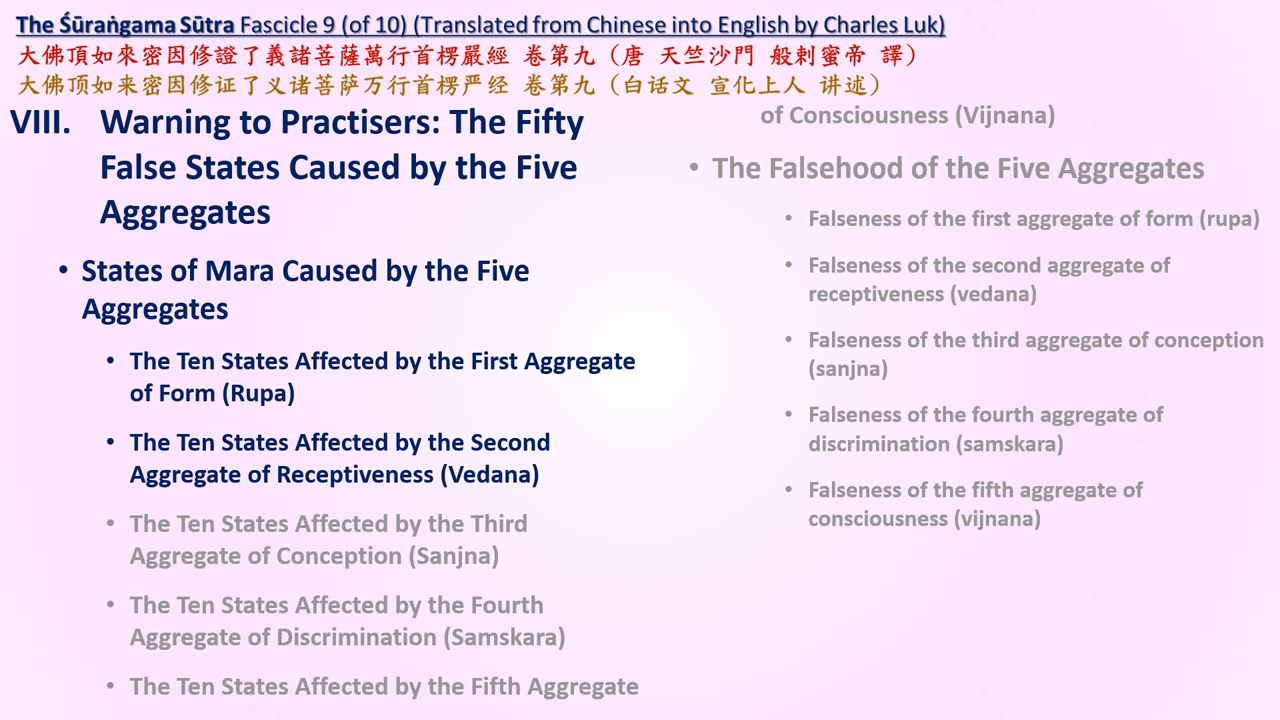 The Śūraṅgama Sūtra Fascicle 9 (of 10) (Translated from Chinese into English by Charles Luk)
大佛頂如來密因修證了義諸菩薩萬行首楞嚴經 卷第九（唐 天竺沙門 般剌蜜帝 譯）
大佛顶如来密因修证了义诸菩萨万行首楞严经 卷第九（白话文 宣化上人 讲述）
VIII. Warning to Practisers: The Fifty
False States Caused by the Five
Aggregates
• States of Mara Caused by the Five
Aggregates
• The Ten States Affected by the First Aggregate
of Form (Rupa)
• The Ten States Affected by the Second
Aggregate of Receptiveness (Vedana)
• The Ten States Affected by the Third
Aggregate of Conception (Sanjna)
• The Ten States Affected by the Fourth
Aggregate of Discrimination (Samskara)
• The Ten States Affected by the Fifth Aggregate
of Consciousness (Vijnana)
• The Falsehood of the Five Aggregates
• Falseness of the first aggregate of form (rupa)
• Falseness of the second aggregate of
receptiveness (vedana)
• Falseness of the third aggregate of conception
(sanjna)
• Falseness of the fourth aggregate of
discrimination (samskara)
• Falseness of the fifth aggregate of
consciousness (vijnana)